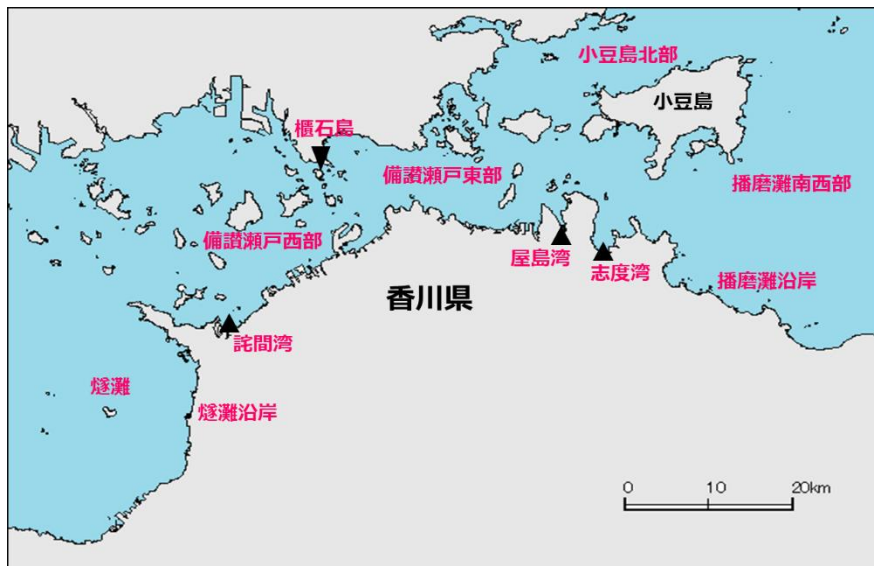 小豆島北部
小豆島
櫃石島
備讃瀬戸東部
播磨灘南西部
備讃瀬戸西部
屋島湾
志度湾
播磨灘沿岸
香川県
詫間湾
燧灘
燧灘沿岸
0 10 20km